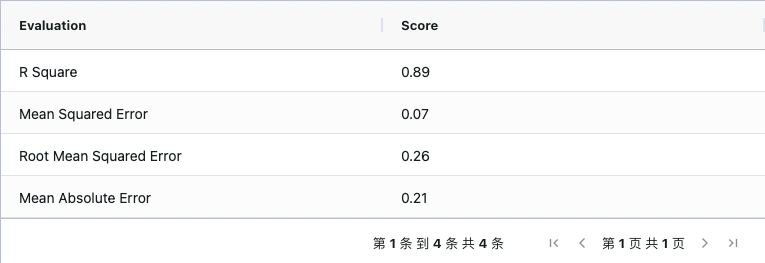 Evaluation Score
R Square 0.89
Mean Squared Error 0.07
Root Mean Squared Error 0.26
Mean Absolute Error 0.21
第 1 条 到 4 条 共 4 条 第 1 页 共 1 页